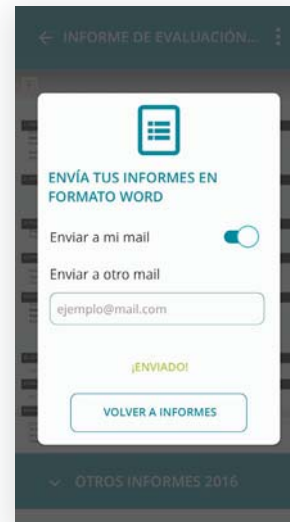 ← INFORME DE EVALUACIÓN...
ENVÍA TUS INFORMES EN
FORMATO WORD
Enviar a mi mail
Enviar a otro mail
ejemplo@mail.com
¡ENVIADO!
VOLVER A INFORMES
OTROS INFORMES 2016